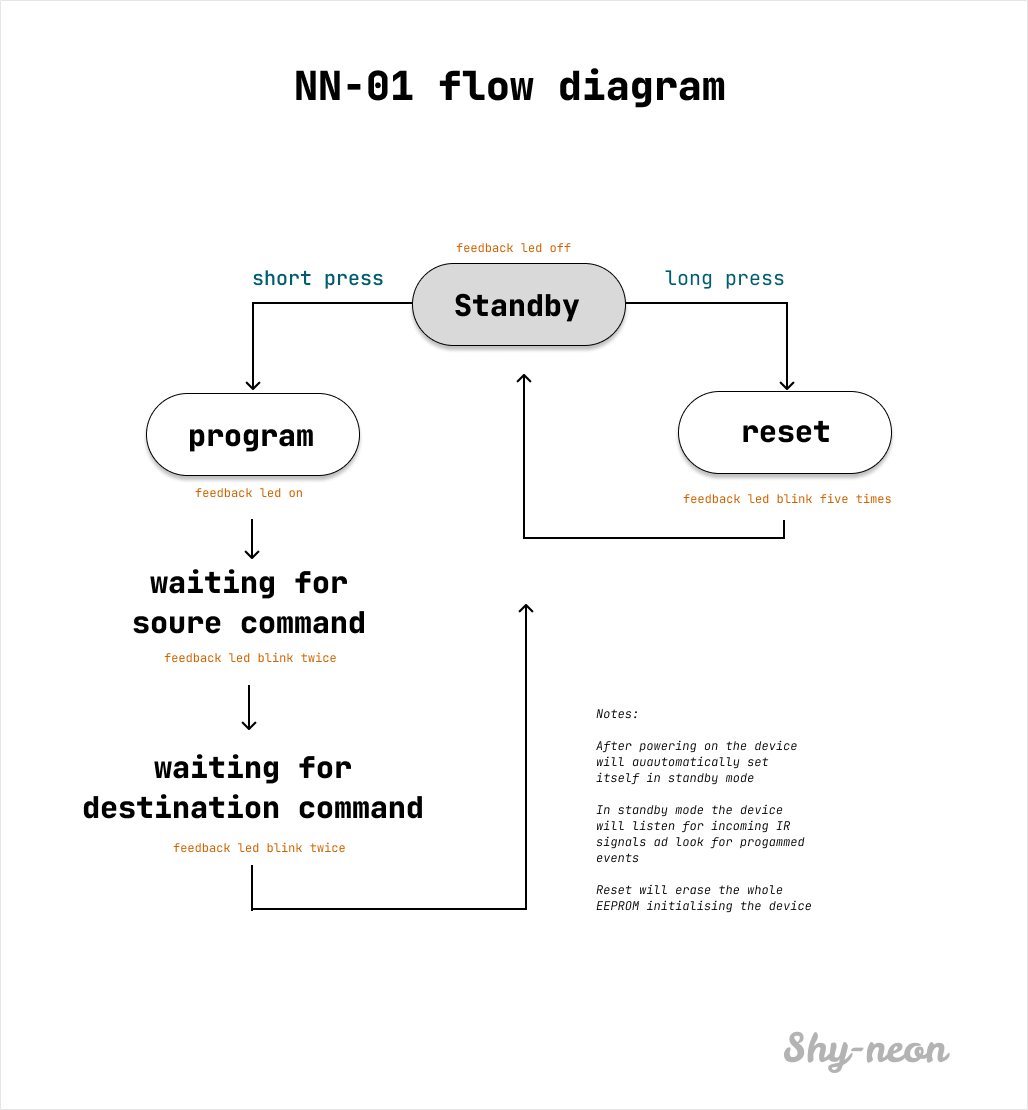 NN-01 flow diagram
feedback led off
short press
long press
Standby
program
reset
feedback led on
feedback led blink five times
waiting for
soure command
feedback led blink twice
waiting for
destination command
feedback led blink twice
Notes:
After powering on the device
will auautomatically set
itself in standby mode
In standby mode the device
will listen for incoming IR
signals ad look for progammed
events
Reset will erase the whole
EEPROM initialising the device
Shy-neon